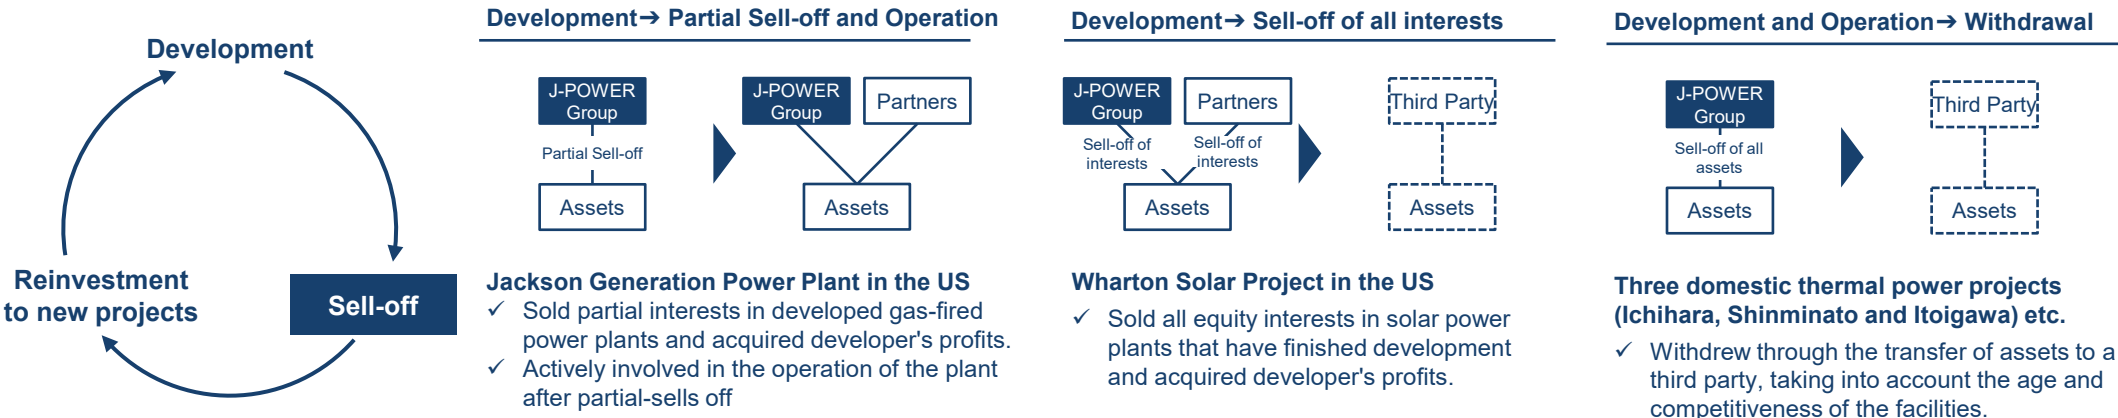 Development
Sell-off
Reinvestment
to new projects
Development→ Partial Sell-off and Operation
J-POWER
Group
Partial Sell-off
Assets
J-POWER
Group
Partners
Assets
Jackson Generation Power Plant in the US
✓ Sold partial interests in developed gas-fired
power plants and acquired developer's profits.
✓ Actively involved in the operation of the plant
after partial-sells off
Development→ Sell-off of all interests
J-POWER
Group
Partners
Sell-off of
interests
Sell-off of
interests
Assets
Third Party
Assets
Wharton Solar Project in the US
✓ Sold all equity interests in solar power
plants that have finished development
and acquired developer's profits.
Development and Operation→ Withdrawal
J-POWER
Group
Sell-off of all
assets
Assets
Third Party
Assets
Three domestic thermal power projects
(Ichihara, Shinminato and Itoigawa) etc.
✓ Withdrew through the transfer of assets to a
third party, taking into account the age and
competitiveness of the facilities.